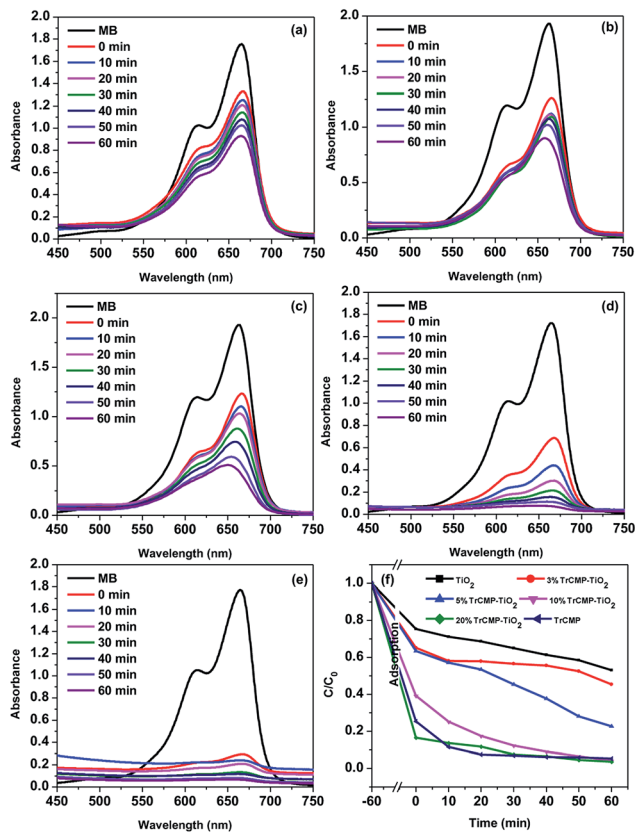 (a)
MB
0 min
10 min
20 min
30 min
40 min
50 min
60 min
Absorbance
2.0
1.8
1.6
1.4
1.2
1.0
0.8
0.6
0.4
0.2
0.0
450 500 550 600 650 700 750
Wavelength (nm)
(b)
MB
0 min
10 min
20 min
30 min
40 min
50 min
60 min
Absorbance
2.0
1.5
1.0
0.5
0.0
450 500 550 600 650 700 750
Wavelength (nm)
(c)
MB
0 min
10 min
20 min
30 min
40 min
50 min
60 min
Absorbance
2.0
1.5
1.0
0.5
0.0
450 500 550 600 650 700 750
Wavelength (nm)
(d)
MB
0 min
10 min
20 min
30 min
40 min
50 min
60 min
Absorbance
2.0
1.8
1.6
1.4
1.2
1.0
0.8
0.6
0.4
0.2
0.0
450 500 550 600 650 700 750
Wavelength (nm)
(e)
MB
0 min
10 min
20 min
30 min
40 min
50 min
60 min
Absorbance
2.0
1.8
1.6
1.4
1.2
1.0
0.8
0.6
0.4
0.2
0.0
450 500 550 600 650 700 750
Wavelength (nm)
(f)
TiO2 3% TrCMP-TiO2
5% TrCMP-TiO2 10% TrCMP-TiO2
20% TrCMP-TiO2 TrCMP
Adsorption
C/C0
1.0
0.8
0.6
0.4
0.2
0.0
-60 0 10 20 30 40 50 60
Time (min)